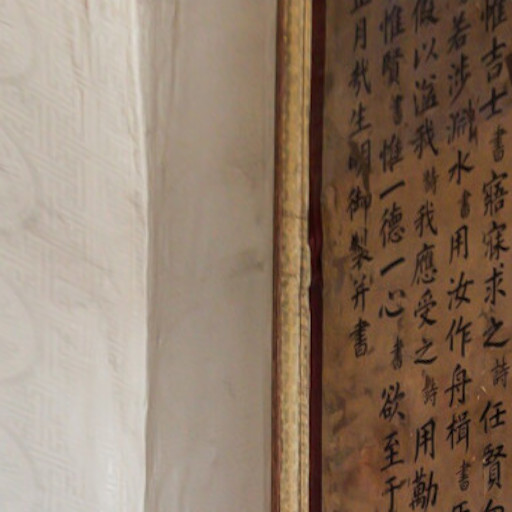 惟吉士書寤寐求之詩任賢勿
若涉淵水書用汝作舟楫書
假以溢我詩我應受之詩用勱
惟賢書惟一德一心書欲至于
正月哉生明御製并書